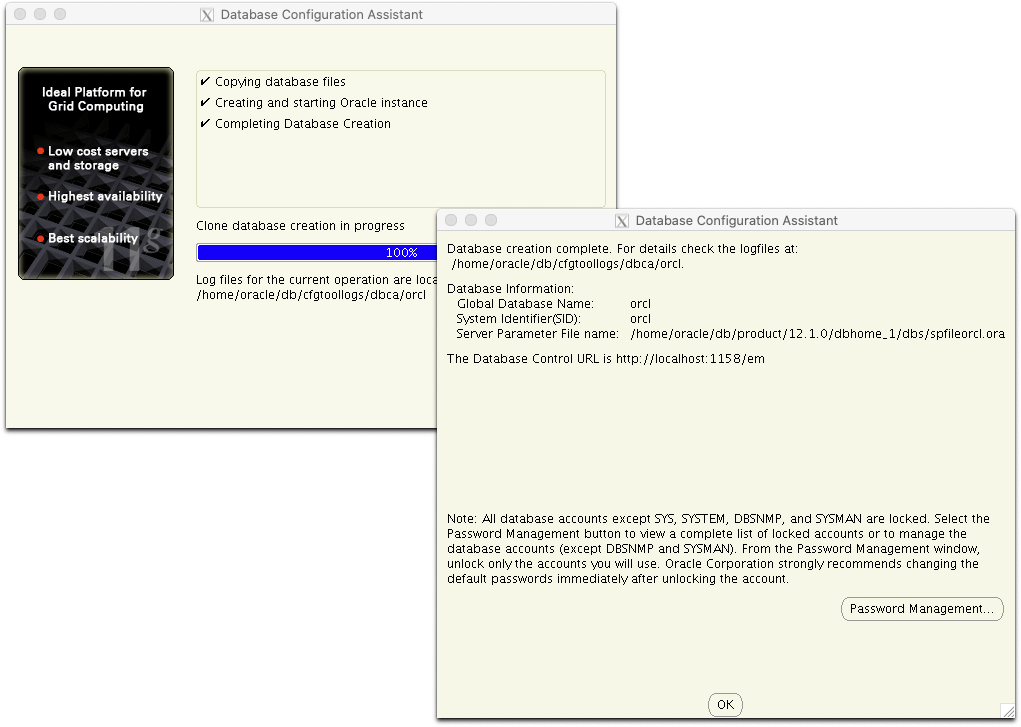 Database Configuration Assistant
Ideal Platform for
Grid Computing
Low cost servers
and storage
Highest availability
Best scalability
11g
✔ Copying database files
✔ Creating and starting Oracle instance
✔ Completing Database Creation
Clone database creation in progress
100%
Log files for the current operation are loca
/home/oracle/db/cfgtoollogs/dbca/orcl
Database Configuration Assistant
Database creation complete. For details check the logfiles at:
/home/oracle/db/cfgtoollogs/dbca/orcl.
Database Information:
Global Database Name: orcl
System Identifier(SID): orcl
Server Parameter File name: /home/oracle/db/product/12.1.0/dbhome_1/dbs/spfileorcl.ora
The Database Control URL is http://localhost:1158/em
Note: All database accounts except SYS, SYSTEM, DBSNMP, and SYSMAN are locked. Select the
Password Management button to view a complete list of locked accounts or to manage the
database accounts (except DBSNMP and SYSMAN). From the Password Management window,
unlock only the accounts you will use. Oracle Corporation strongly recommends changing the
default passwords immediately after unlocking the account.
Password Management...
OK